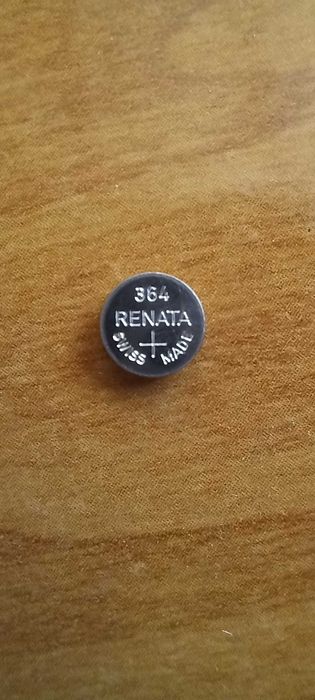 364
RENATA
+
SWISS MADE